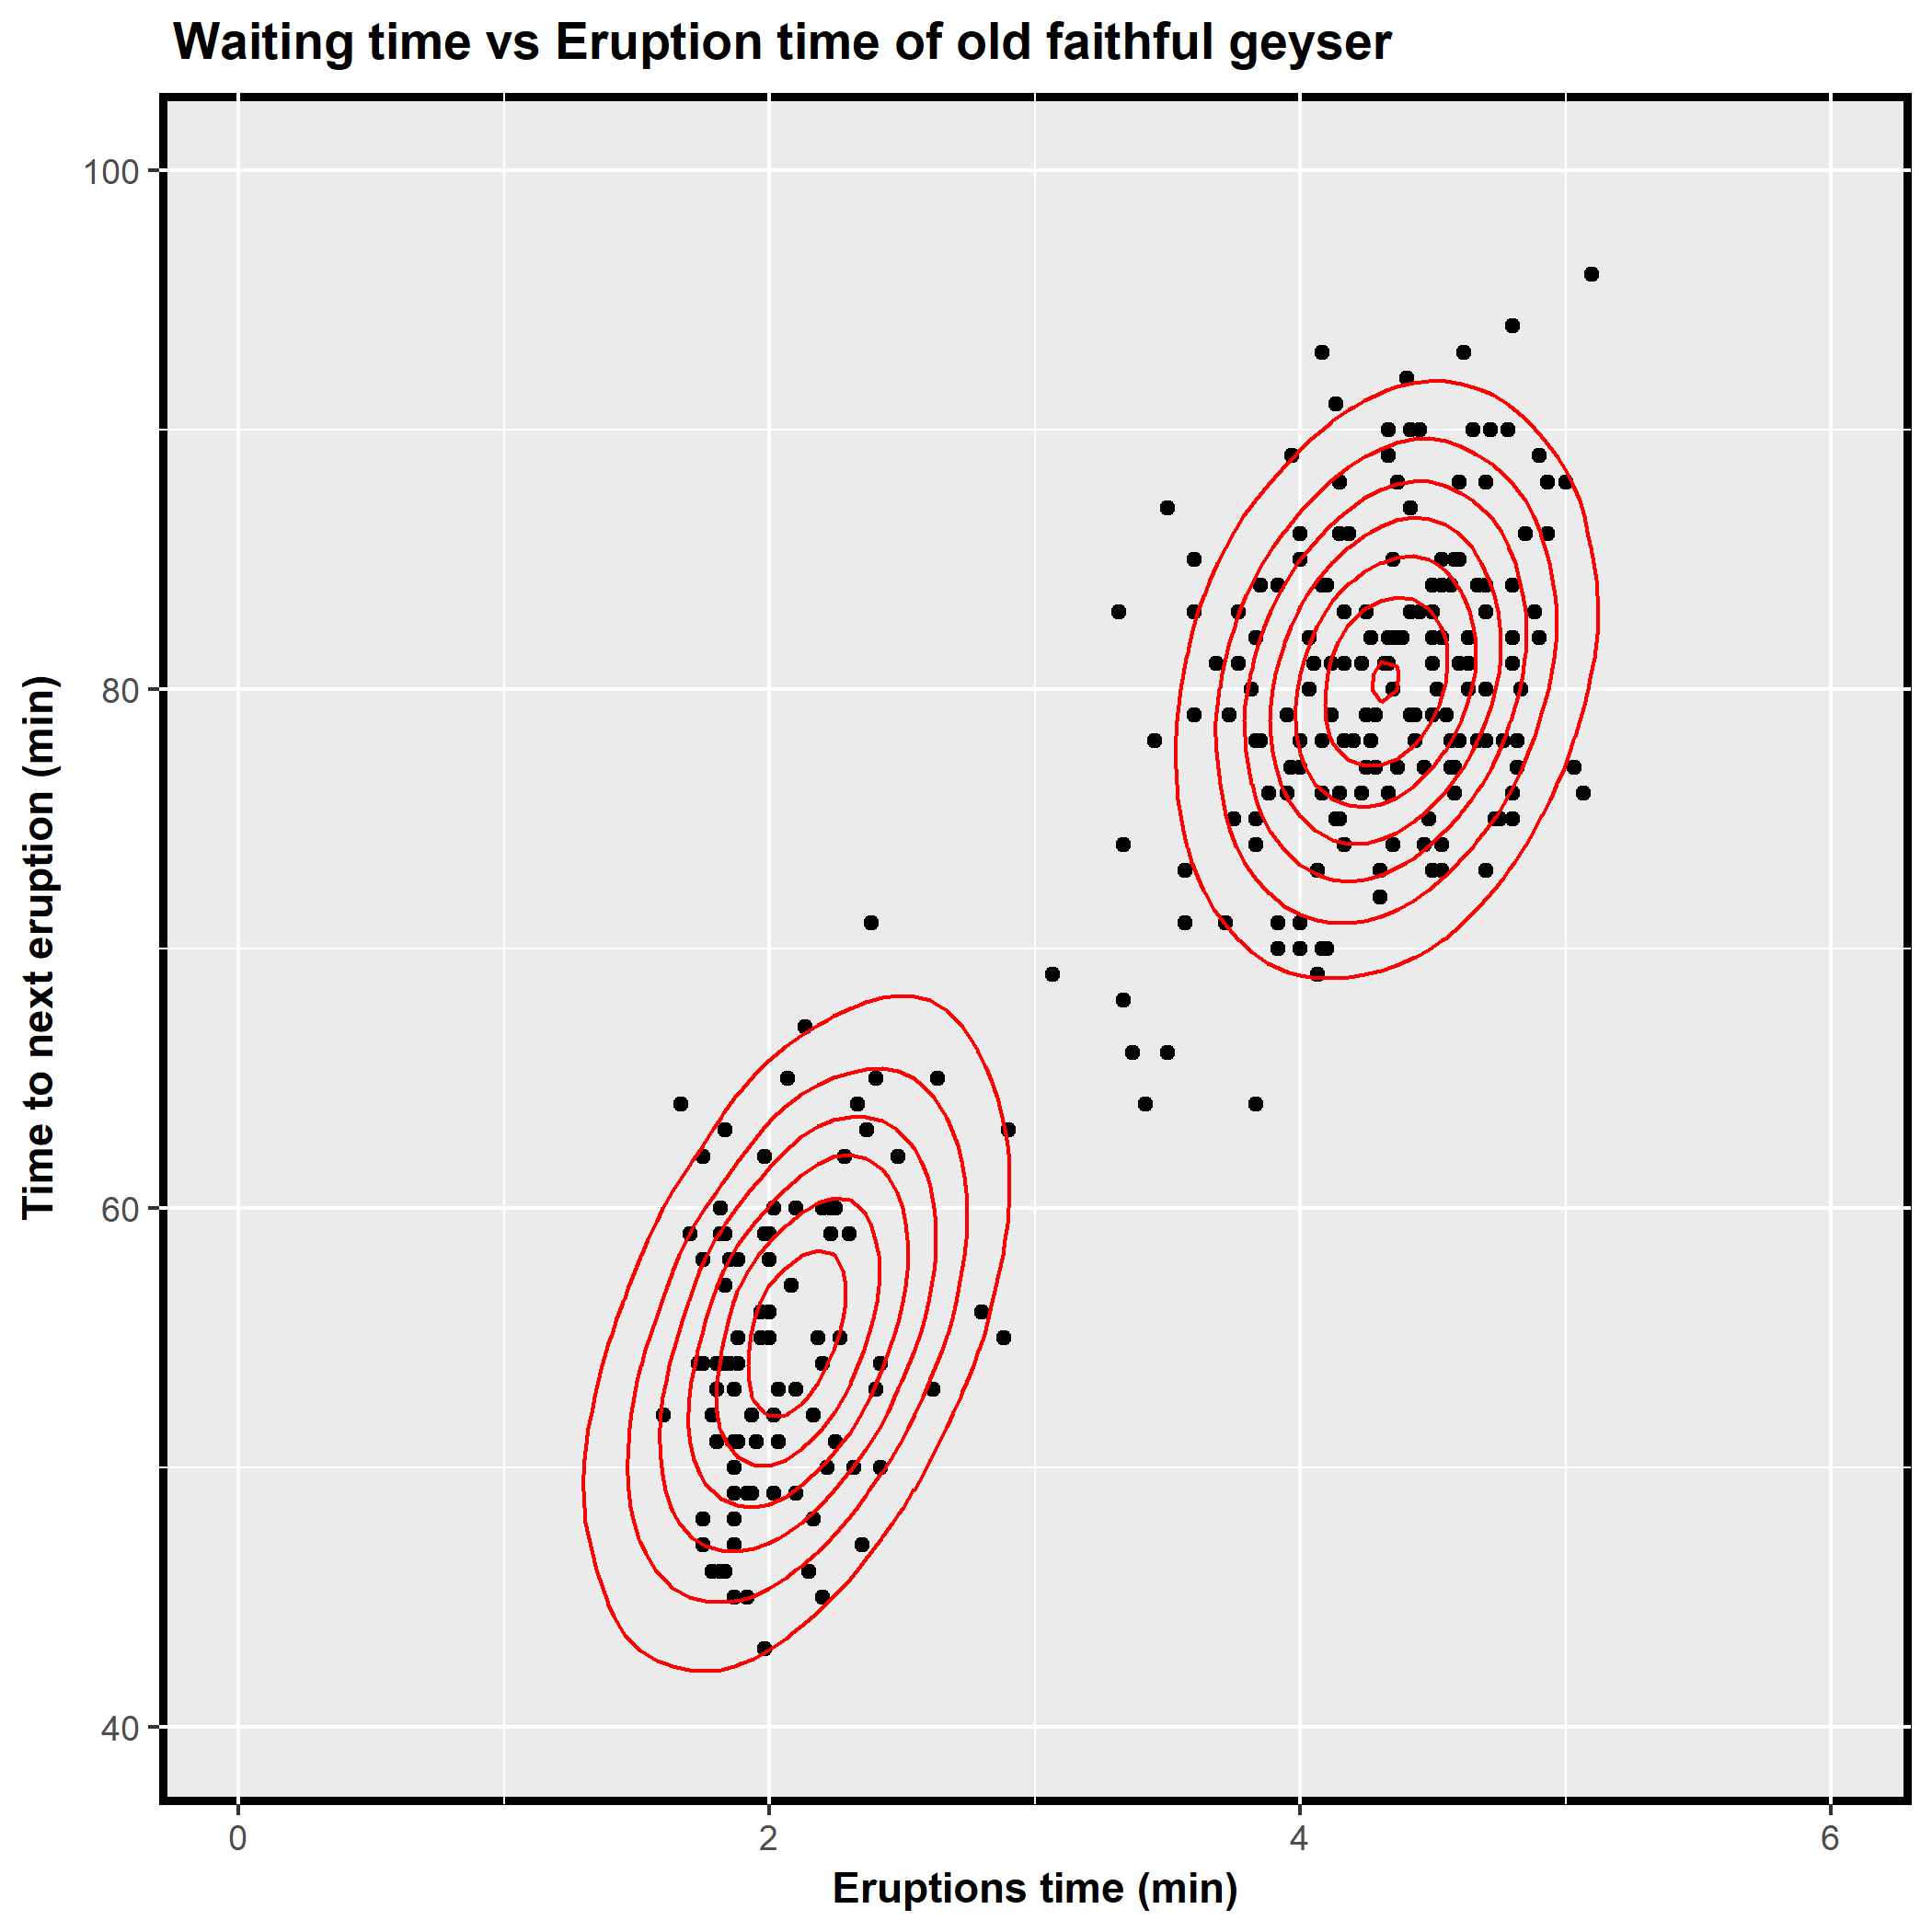 Waiting time vs Eruption time of old faithful geyser
Time to next eruption (min)
100
80
60
40
0
2
4
6
Eruptions time (min)